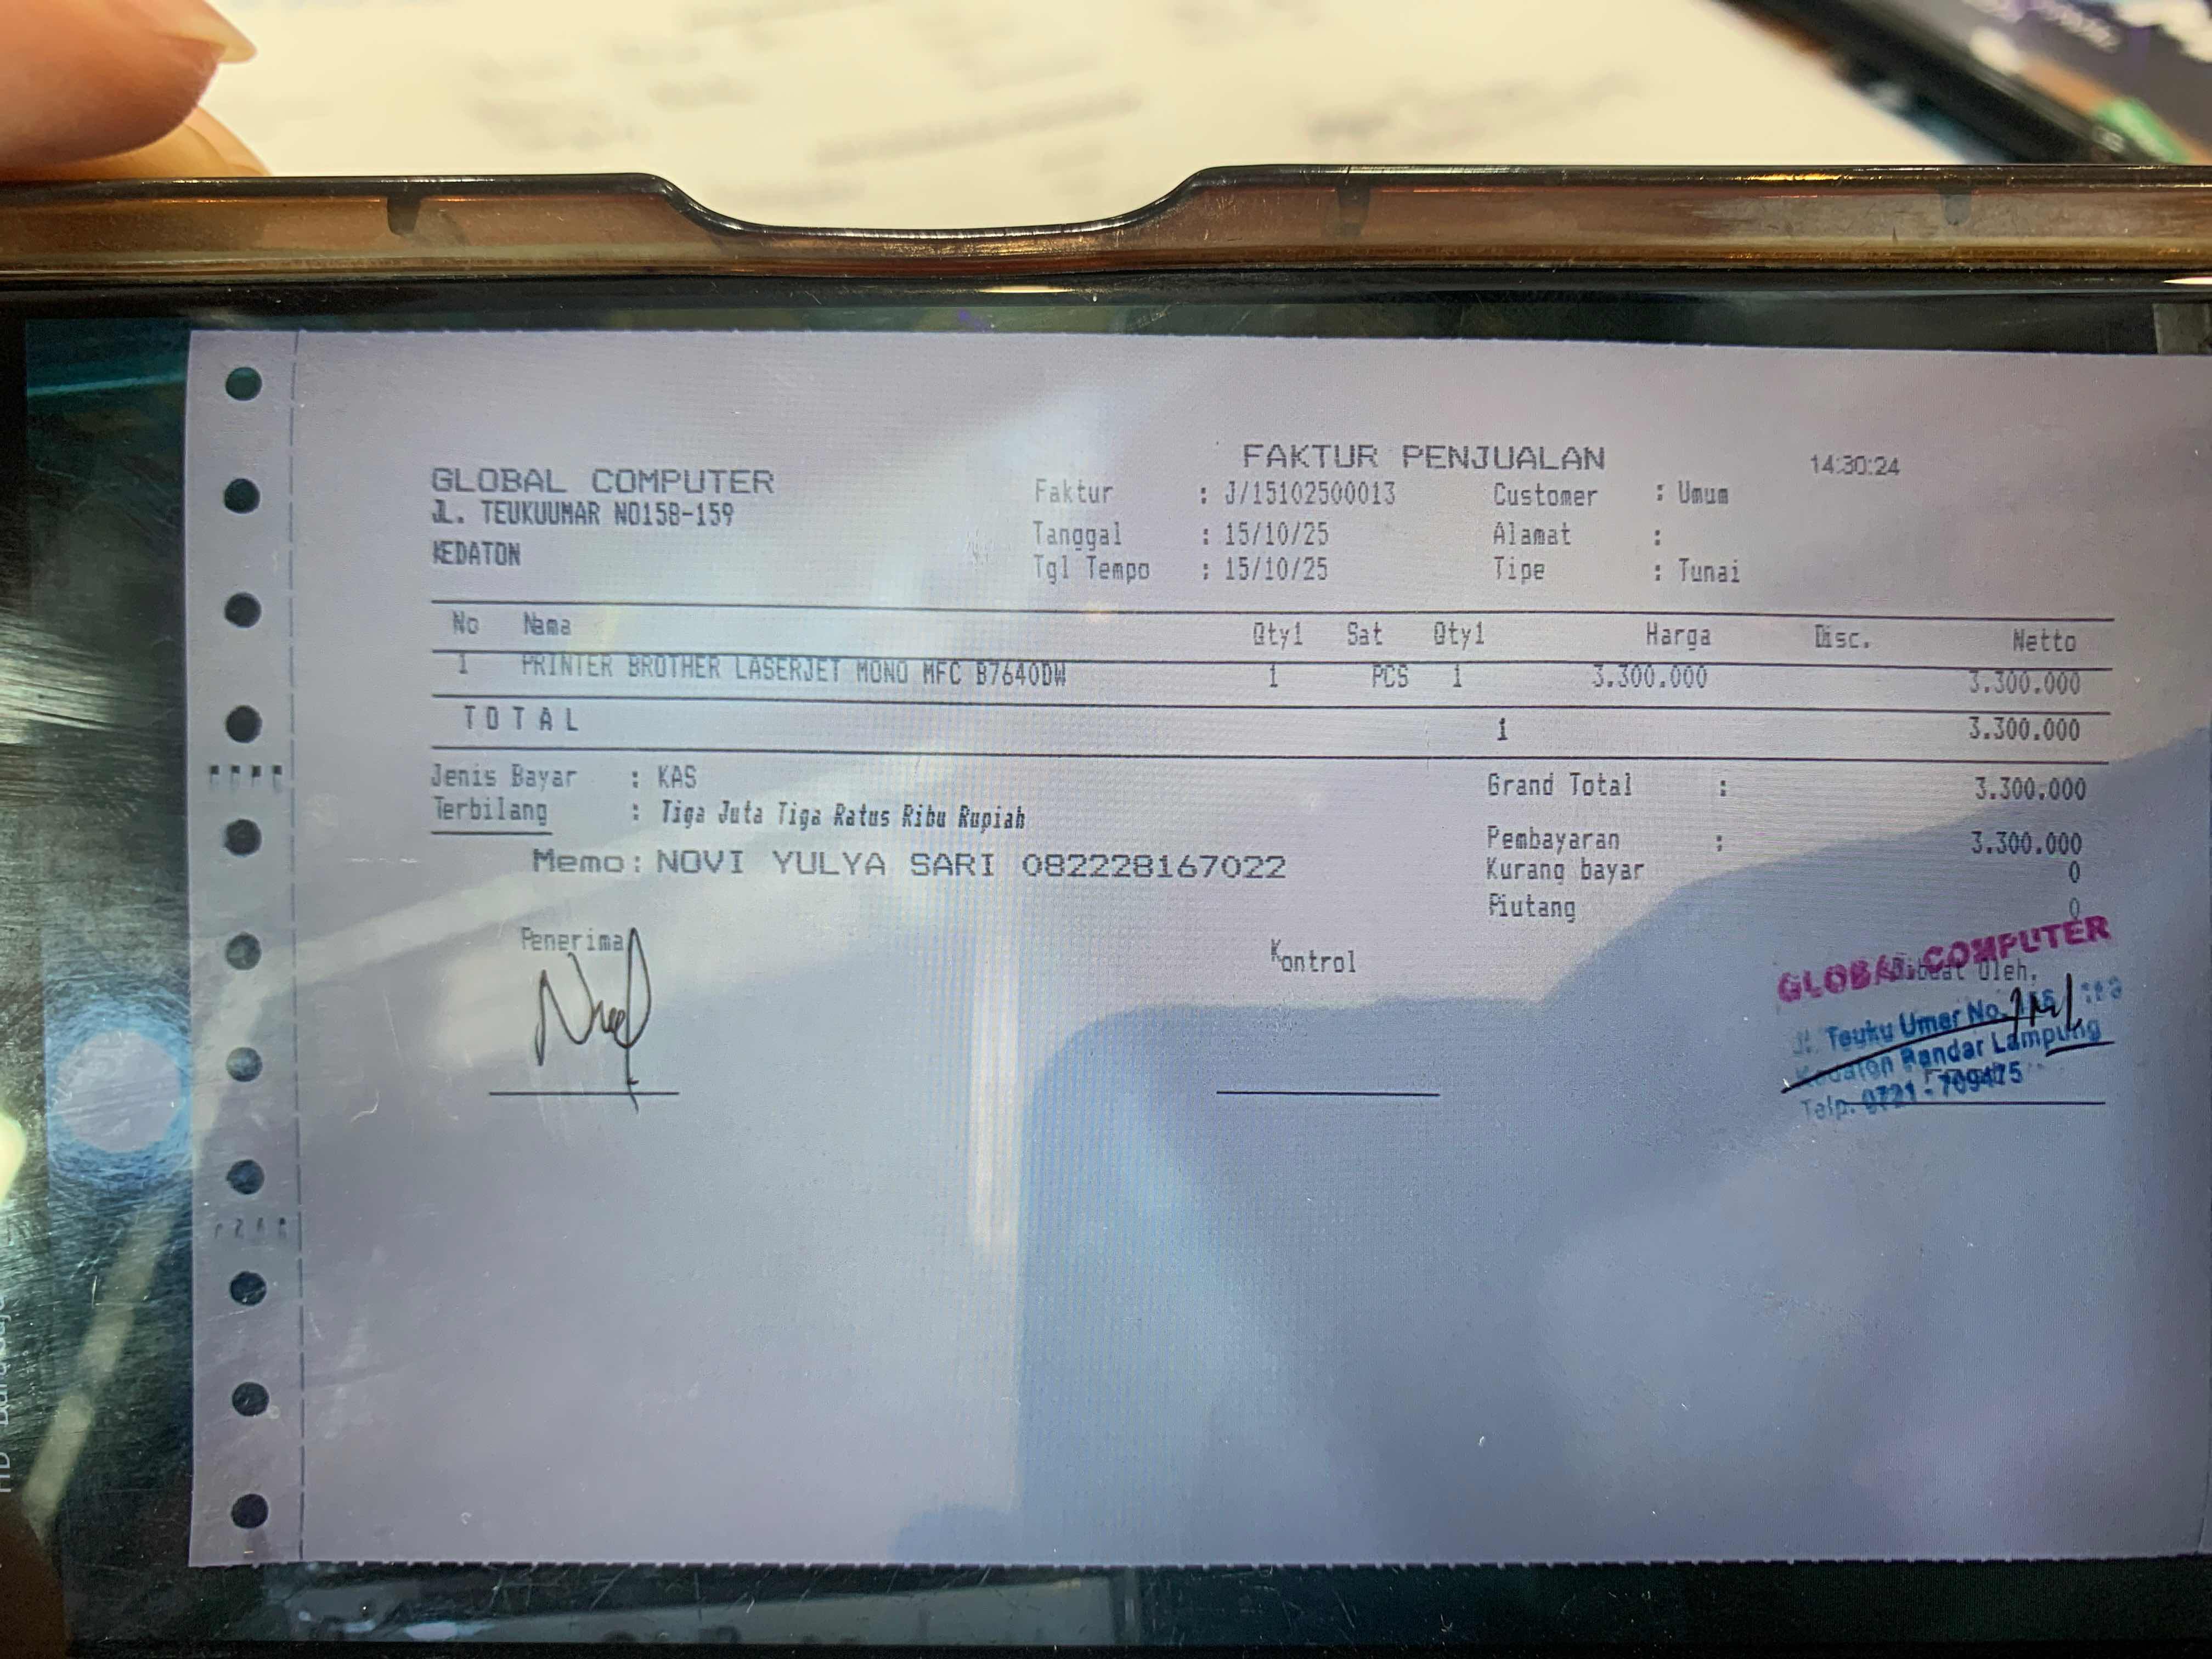 FAKTUR PENJUALAN 14:30:24
GLOBAL COMPUTER
JL. TEUKUUMAR NO158-159
KEDATON
Faktur : J/15102500013 Customer : Umum
Tanggal : 15/10/25 Alamat :
Tgl Tempo : 15/10/25 Tipe : Tunai
No Nama Qty1 Sat Qty1 Harga Disc. Netto
1 PRINTER BROTHER LASERJET MONO MFC B7640DW 1 PCS 1 3.300.000 3.300.000
TOTAL 1 3.300.000
Jenis Bayar : KAS Grand Total : 3.300.000
Terbilang : Tiga Juta Tiga Ratus Ribu Rupiah
Pembayaran : 3.300.000
Memo: NOVI YULYA SARI 082228167022
Kurang bayar 0
Piutang 0
Penerima Kontrol Dibuat Oleh,
GLOBAL COMPUTER
Jl. Teuku Umar No.
Kedaton Bandar Lampung
Telp. 0721 - 709475